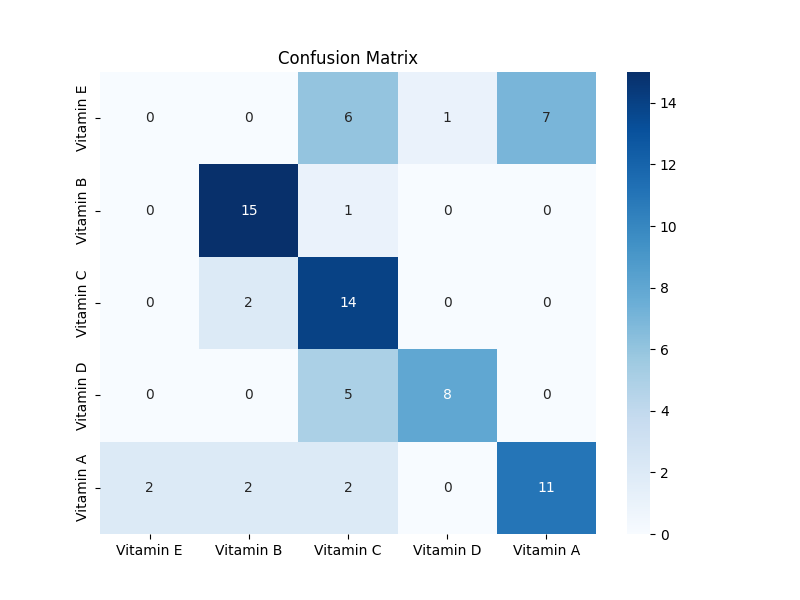 Confusion Matrix
Vitamin E 0 0 6 1 7
Vitamin B 0 15 1 0 0
Vitamin C 0 2 14 0 0
Vitamin D 0 0 5 8 0
Vitamin A 2 2 2 0 11
Vitamin E Vitamin B Vitamin C Vitamin D Vitamin A
14
12
10
8
6
4
2
0